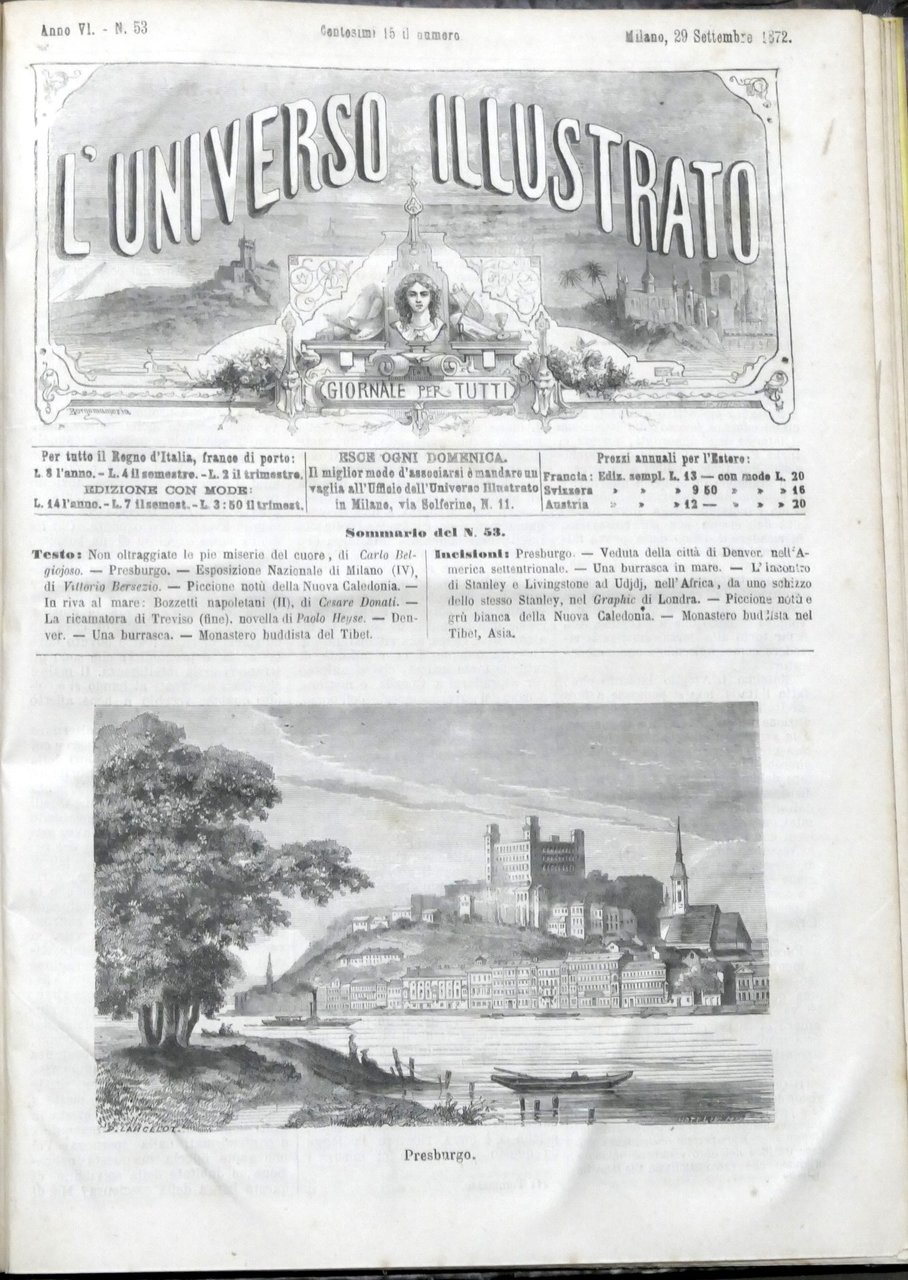 Anno VI. - N. 53
Centesimi 15 il numero
Milano, 29 Settembre 1872.
L'UNIVERSO ILLUSTRATO
GIORNALE PER TUTTI
Per tutto il Regno d'Italia, franco di porto:
L. 8 l'anno. - L. 4 il semestre. - L. 2 il trimestre.
EDIZIONE CON MODE:
L. 14 l'anno. - L. 7 il semest. - L. 3:50 il trimest.
ESCE OGNI DOMENICA.
Il miglior modo d'associarsi è mandare un
vaglia all'Uffizio dell'Universo Illustrato
in Milano, via Solferino, N. 11.
Prezzi annuali per l'Estero:
Francia: Ediz. sempl. L. 13 — con mode L. 20
Svizzera » » » 9 50 » » » 16
Austria » » » 12 — » » » 20
Sommario del N. 53.
Testo: Non oltraggiate le pie miserie del cuore, di Carlo Bel-
giojoso. — Presburgo. — Esposizione Nazionale di Milano (IV),
di Vittorio Bersezio. — Piccione notù della Nuova Caledonia. —
In riva al mare: Bozzetti napoletani (II), di Cesare Donati. —
La ricamatora di Treviso (fine), novella di Paolo Heyse. — Den-
ver. — Una burrasca. — Monastero buddista del Tibet.
Incisioni: Presburgo. — Veduta della città di Denver, nell'A-
merica settentrionale. — Una burrasca in mare. — L'incontro
di Stanley e Livingstone ad Udjdj, nell'Africa, da uno schizzo
dello stesso Stanley, nel Graphic di Londra. — Piccione notù e
grù bianca della Nuova Caledonia. — Monastero buddista nel
Tibet, Asia.
D. LANCELOT.
Presburgo.